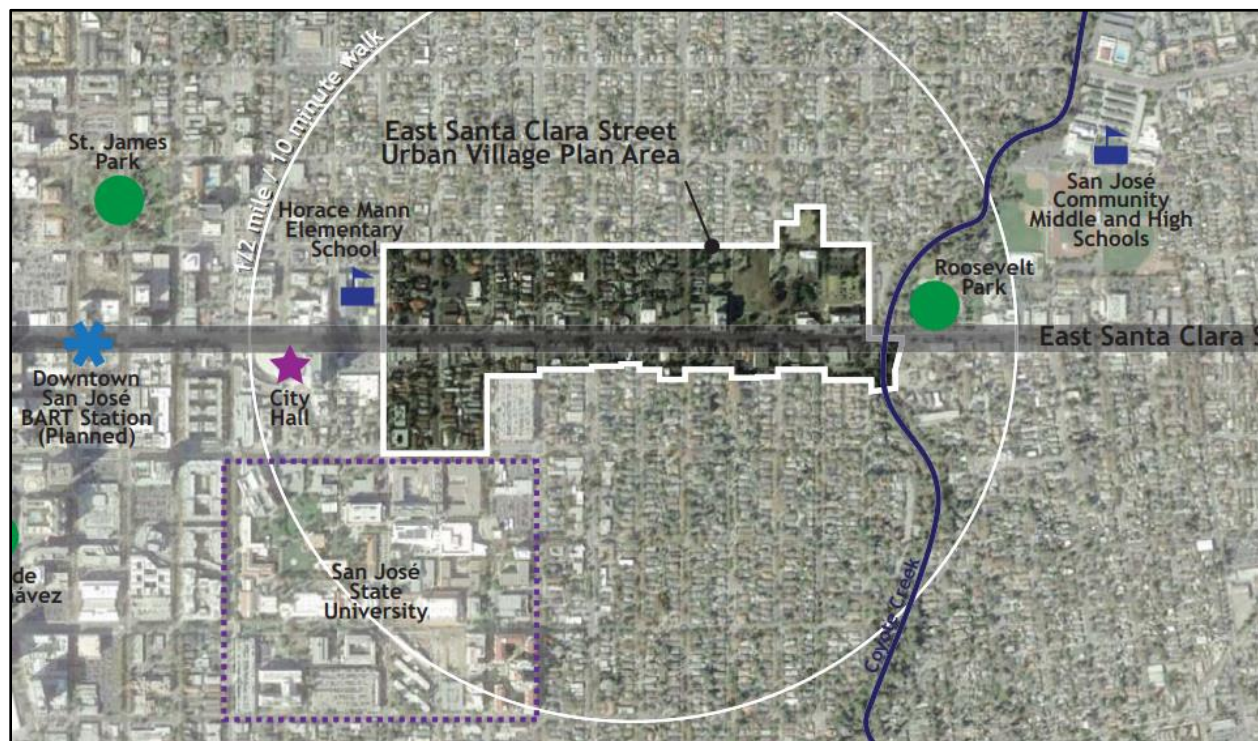 1/2 mile / 10 minute walk
St. James
Park
East Santa Clara Street
Urban Village Plan Area
Horace Mann
Elementary
School
San José
Community
Middle and High
Schools
Roosevelt
Park
East Santa Clara S
Downtown
San José
BART Station
(Planned)
City
Hall
San José
State
University
de
ávez
Coyote Creek